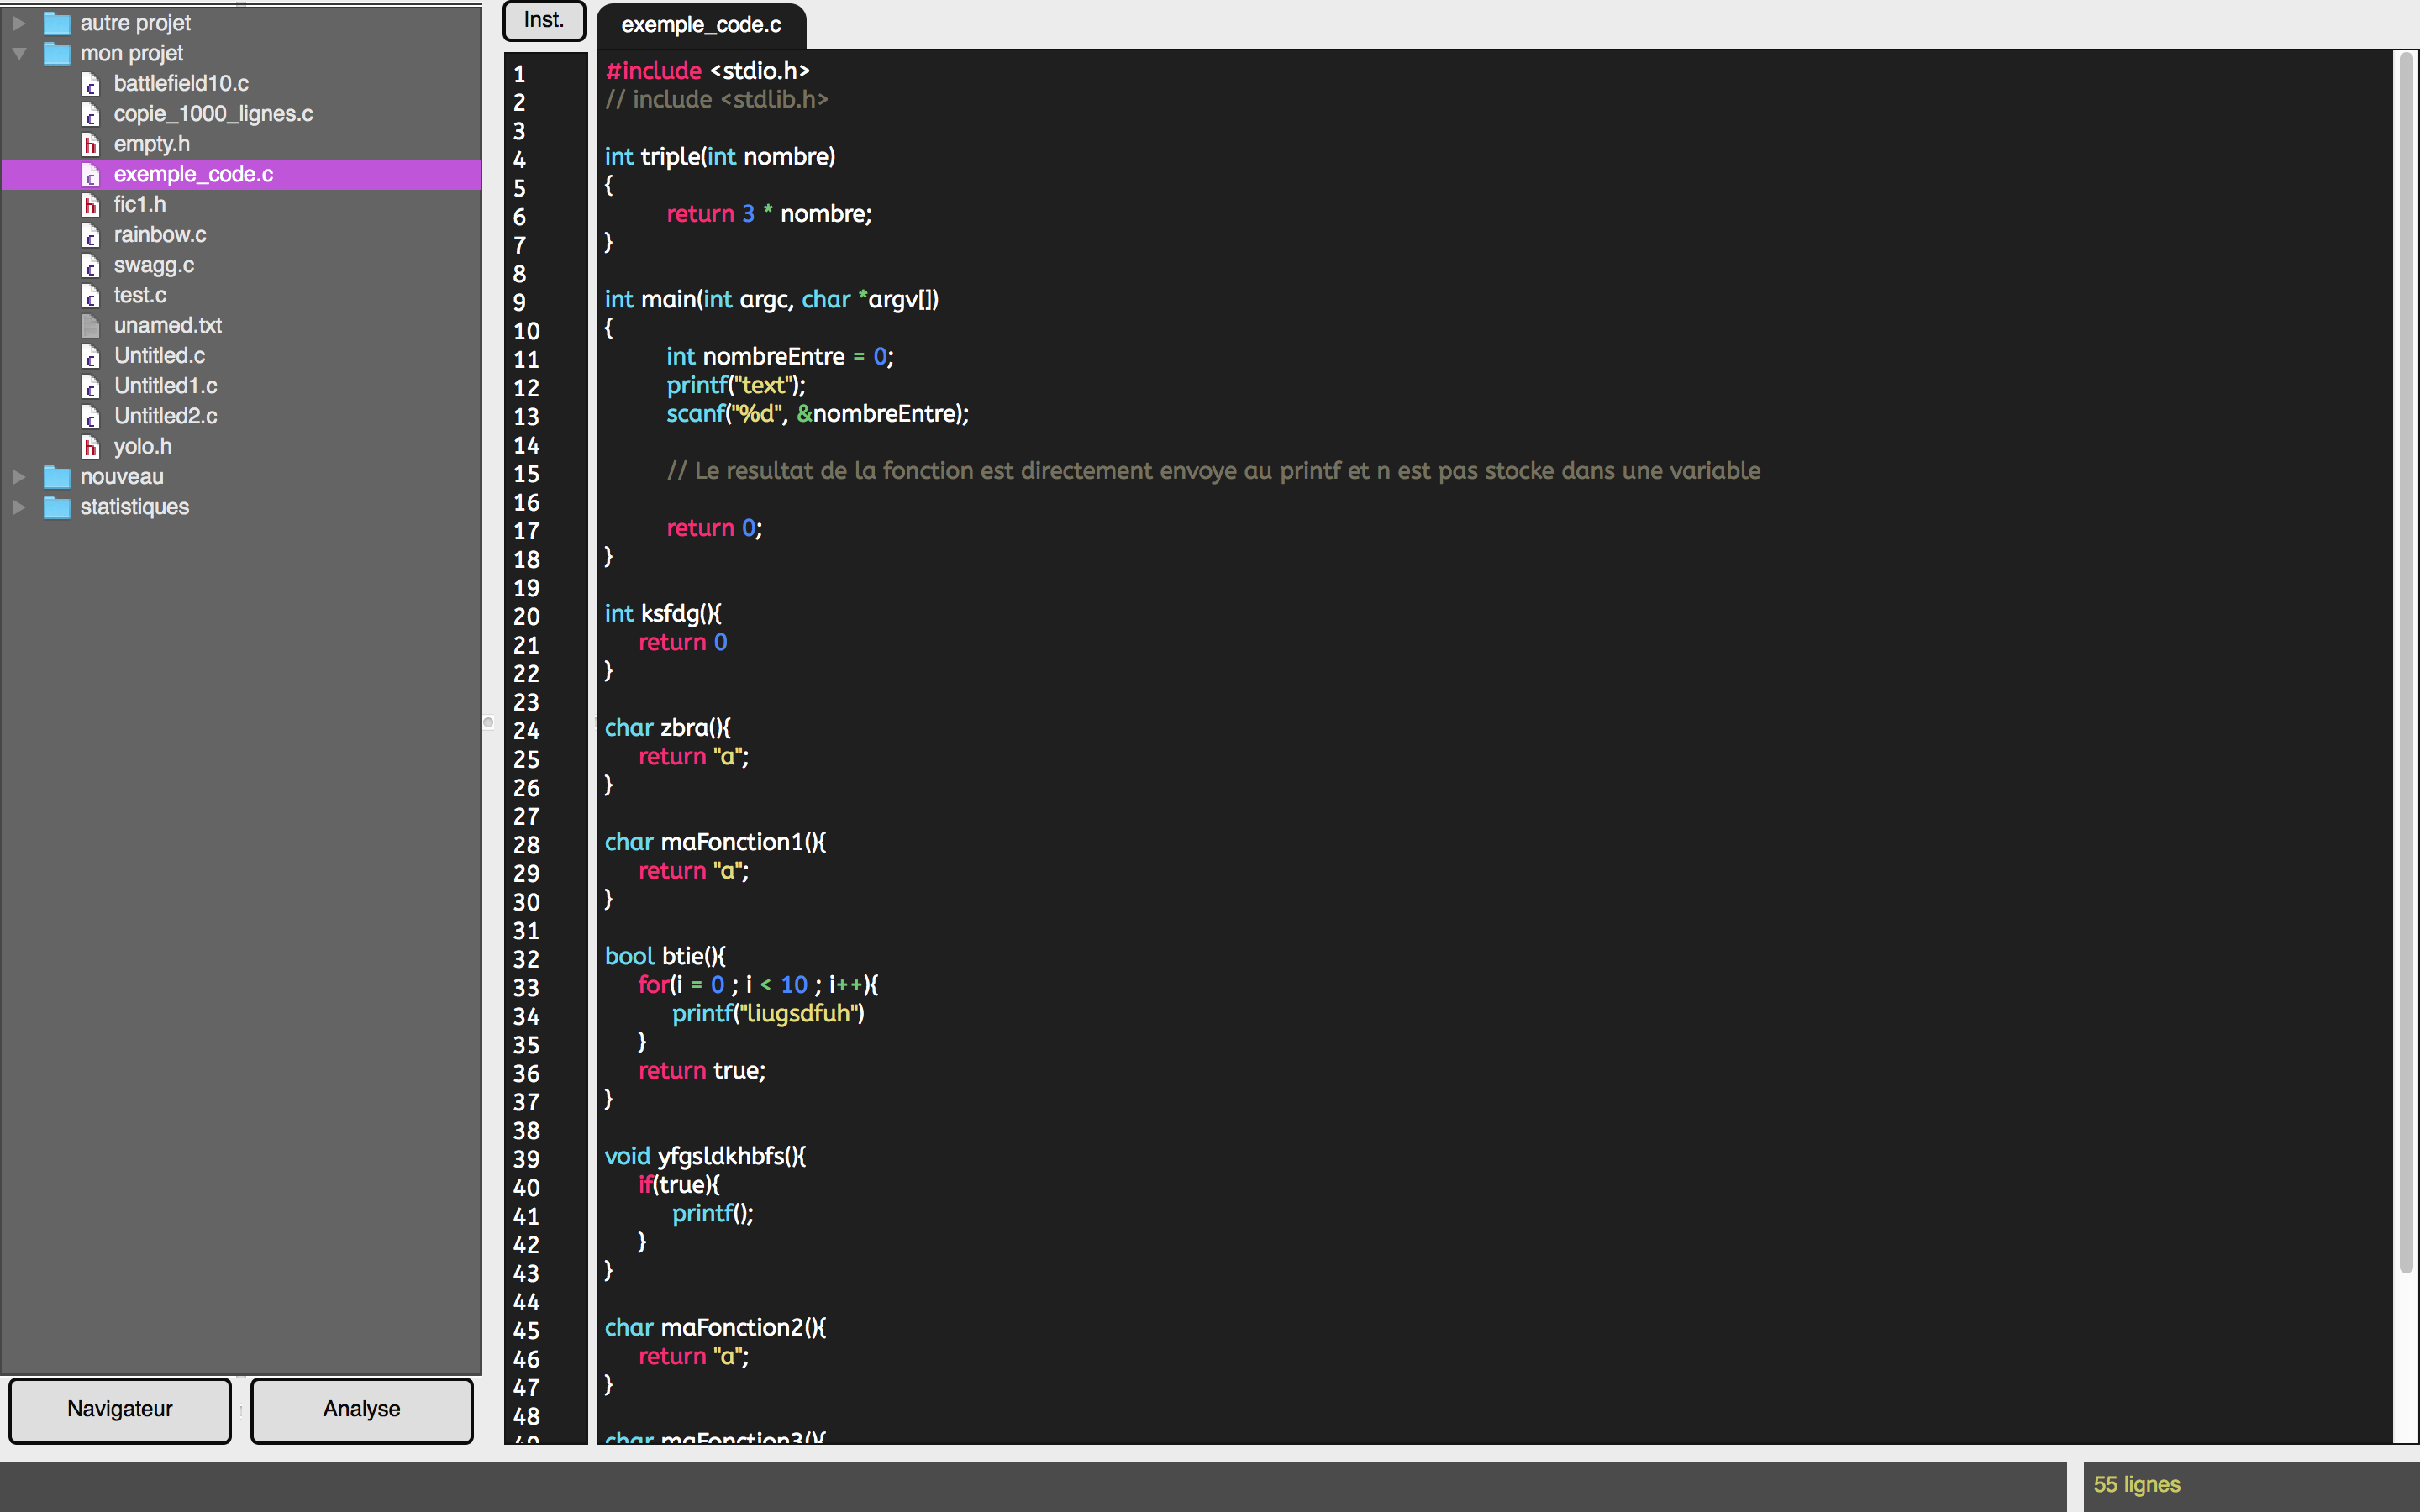 autre projet
mon projet
battlefield10.c
copie_1000_lignes.c
empty.h
exemple_code.c
fic1.h
rainbow.c
swagg.c
test.c
unamed.txt
Untitled.c
Untitled1.c
Untitled2.c
yolo.h
nouveau
statistiques
Navigateur
Analyse
Inst.
exemple_code.c
1 #include <stdio.h>
2 // include <stdlib.h>
3
4 int triple(int nombre)
5 {
6 return 3 * nombre;
7 }
8
9 int main(int argc, char *argv[])
10 {
11 int nombreEntre = 0;
12 printf("text");
13 scanf("%d", &nombreEntre);
14
15 // Le resultat de la fonction est directement envoye au printf et n est pas stocke dans une variable
16
17 return 0;
18 }
19
20 int ksfdg(){
21 return 0
22 }
23
24 char zbra(){
25 return "a";
26 }
27
28 char maFonction1(){
29 return "a";
30 }
31
32 bool btie(){
33 for(i = 0 ; i < 10 ; i++){
34 printf("liugsdfuh")
35 }
36 return true;
37 }
38
39 void yfgsldkhbfs(){
40 if(true){
41 printf();
42 }
43 }
44
45 char maFonction2(){
46 return "a";
47 }
48
49 char maFonction3(){
55 lignes